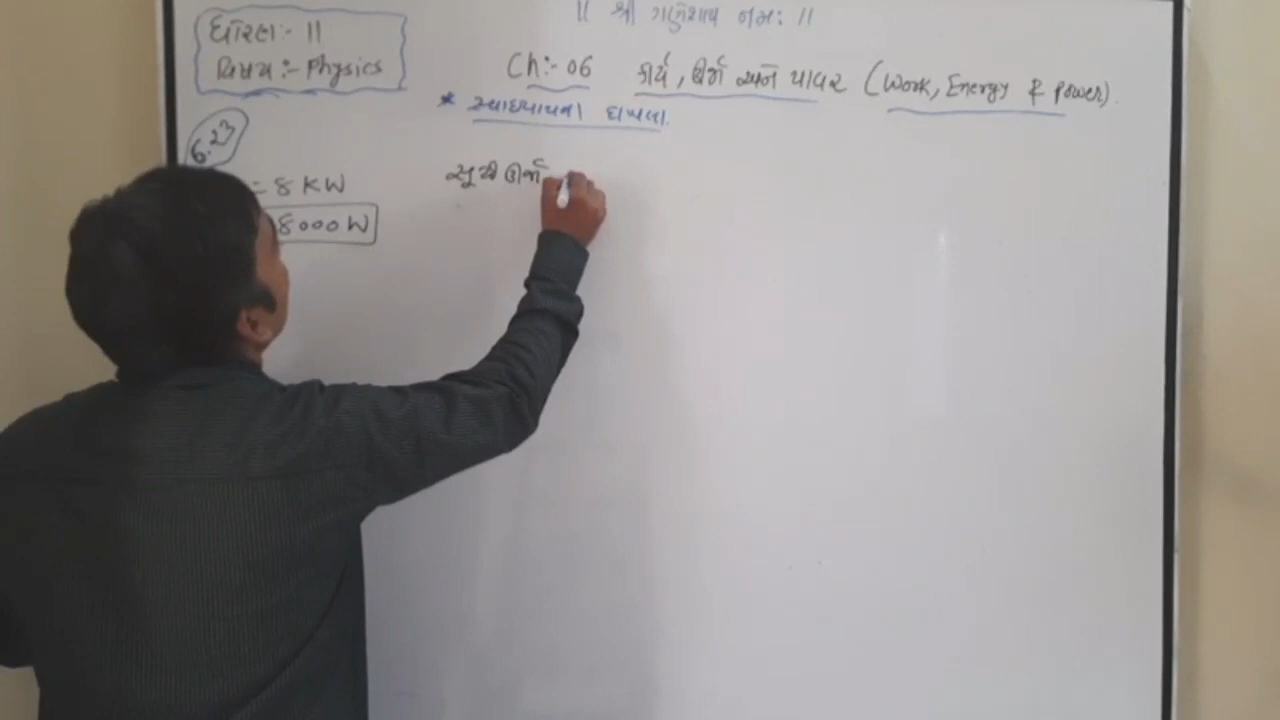 || શ્રી ગણેશાય નમઃ ||
ધોરણ:- 11
વિષય:- Physics
Ch:- 06 કાર્ય, ઊર્જા અને પાવર (Work, Energy & Power).
* સ્વાધ્યાયના દાખલા.
6.23
= 8 KW
8000 W
સૂર્ય ઊર્જા